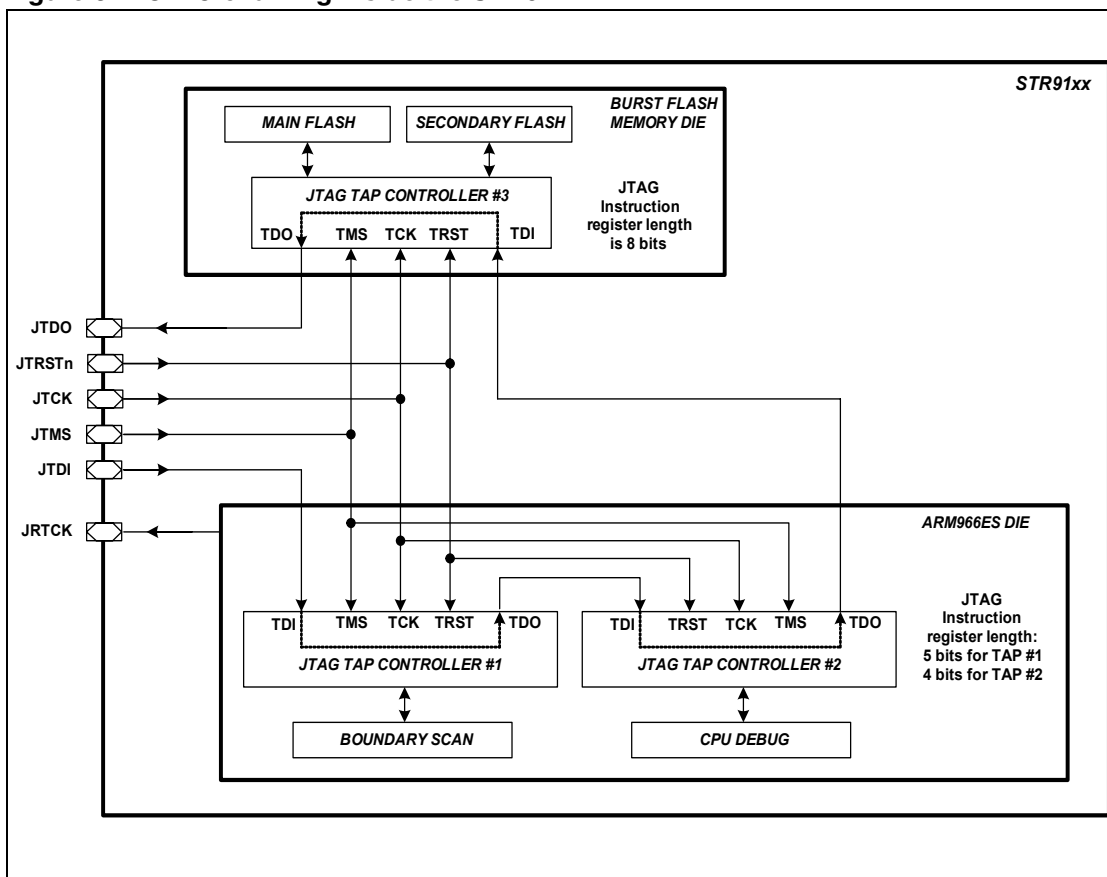 STR91xx
BURST FLASH
MEMORY DIE
MAIN FLASH
SECONDARY FLASH
JTAG TAP CONTROLLER #3
TDO TMS TCK TRST TDI
JTAG
Instruction
register length
is 8 bits
JTDO
JTRSTn
JTCK
JTMS
JTDI
JRTCK
ARM966ES DIE
TDI TMS TCK TRST TDO
JTAG TAP CONTROLLER #1
TDI TRST TCK TMS TDO
JTAG TAP CONTROLLER #2
JTAG
Instruction
register length:
5 bits for TAP #1
4 bits for TAP #2
BOUNDARY SCAN
CPU DEBUG